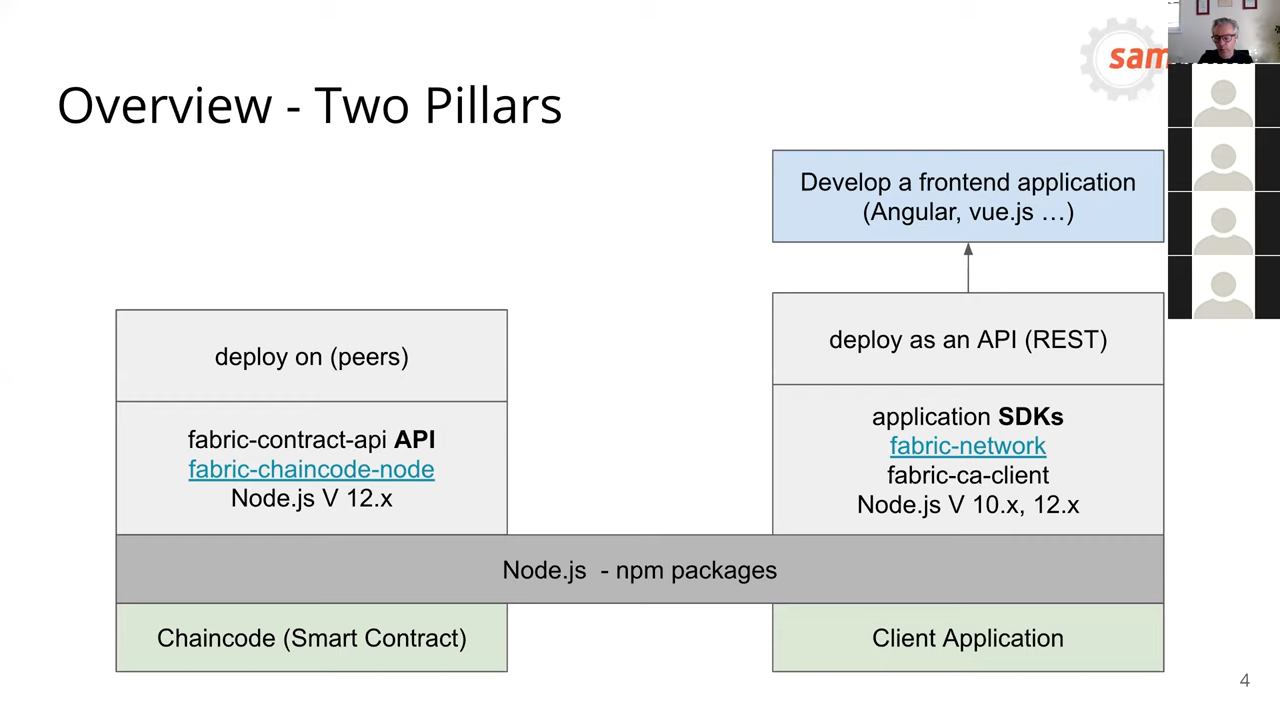 sam
Overview - Two Pillars
Develop a frontend application
(Angular, vue.js …)
deploy on (peers)
fabric-contract-api API
fabric-chaincode-node
Node.js V 12.x
deploy as an API (REST)
application SDKs
fabric-network
fabric-ca-client
Node.js V 10.x, 12.x
Node.js - npm packages
Chaincode (Smart Contract)
Client Application
4